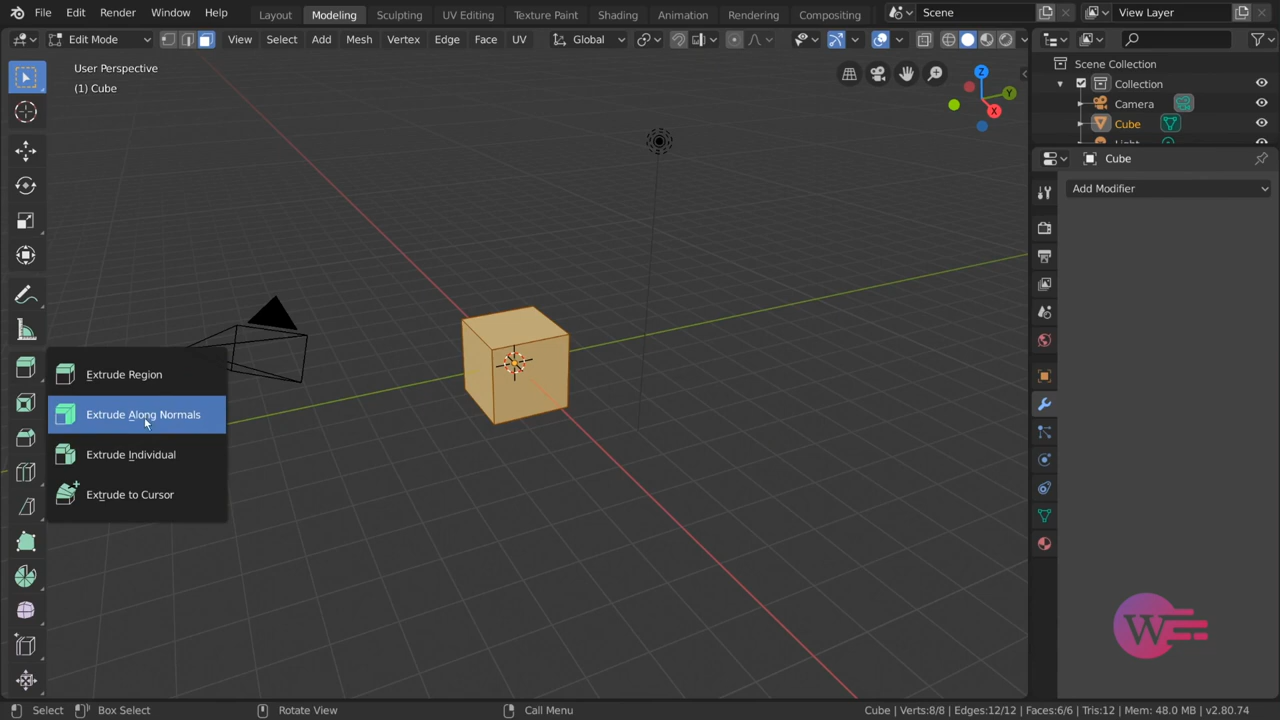 File Edit Render Window Help Layout Modeling Sculpting UV Editing Texture Paint Shading Animation Rendering Compositing Scene View Layer
Edit Mode View Select Add Mesh Vertex Edge Face UV Global
User Perspective
(1) Cube
Z
Y
X
Scene Collection
Collection
Camera
Cube
Cube
Add Modifier
Extrude Region
Extrude Along Normals
Extrude Individual
Extrude to Cursor
W
Select Box Select Rotate View Call Menu Cube | Verts:8/8 | Edges:12/12 | Faces:6/6 | Tris:12 | Mem: 48.0 MB | v2.80.74